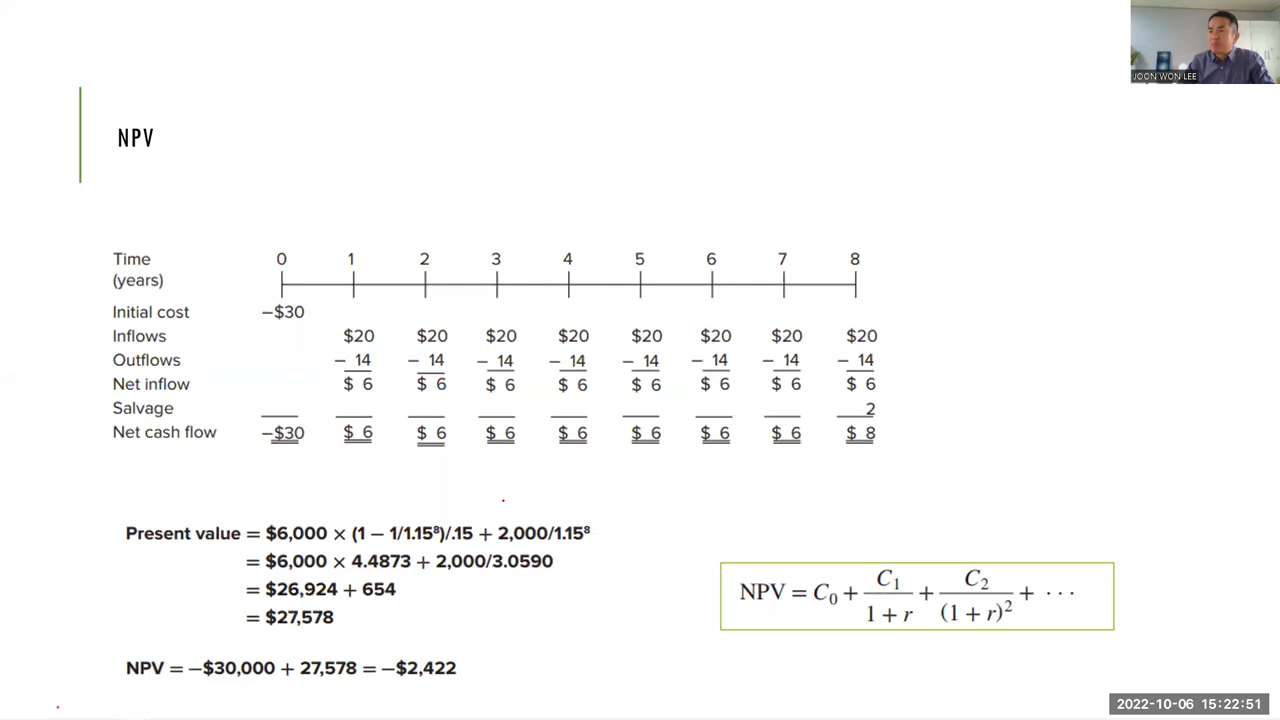 JOON WON LEE
NPV
Time 0 1 2 3 4 5 6 7 8
(years)
Initial cost −$30
Inflows $20 $20 $20 $20 $20 $20 $20 $20
Outflows − 14 − 14 − 14 − 14 − 14 − 14 − 14 − 14
Net inflow $ 6 $ 6 $ 6 $ 6 $ 6 $ 6 $ 6 $ 6
Salvage 2
Net cash flow −$30 $ 6 $ 6 $ 6 $ 6 $ 6 $ 6 $ 6 $ 8
Present value = $6,000 × (1 − 1/1.15⁸)/.15 + 2,000/1.15⁸
= $6,000 × 4.4873 + 2,000/3.0590
= $26,924 + 654
= $27,578
NPV = C₀ + C₁/(1 + r) + C₂/(1 + r)² + · · ·
NPV = −$30,000 + 27,578 = −$2,422
2022-10-06 15:22:51